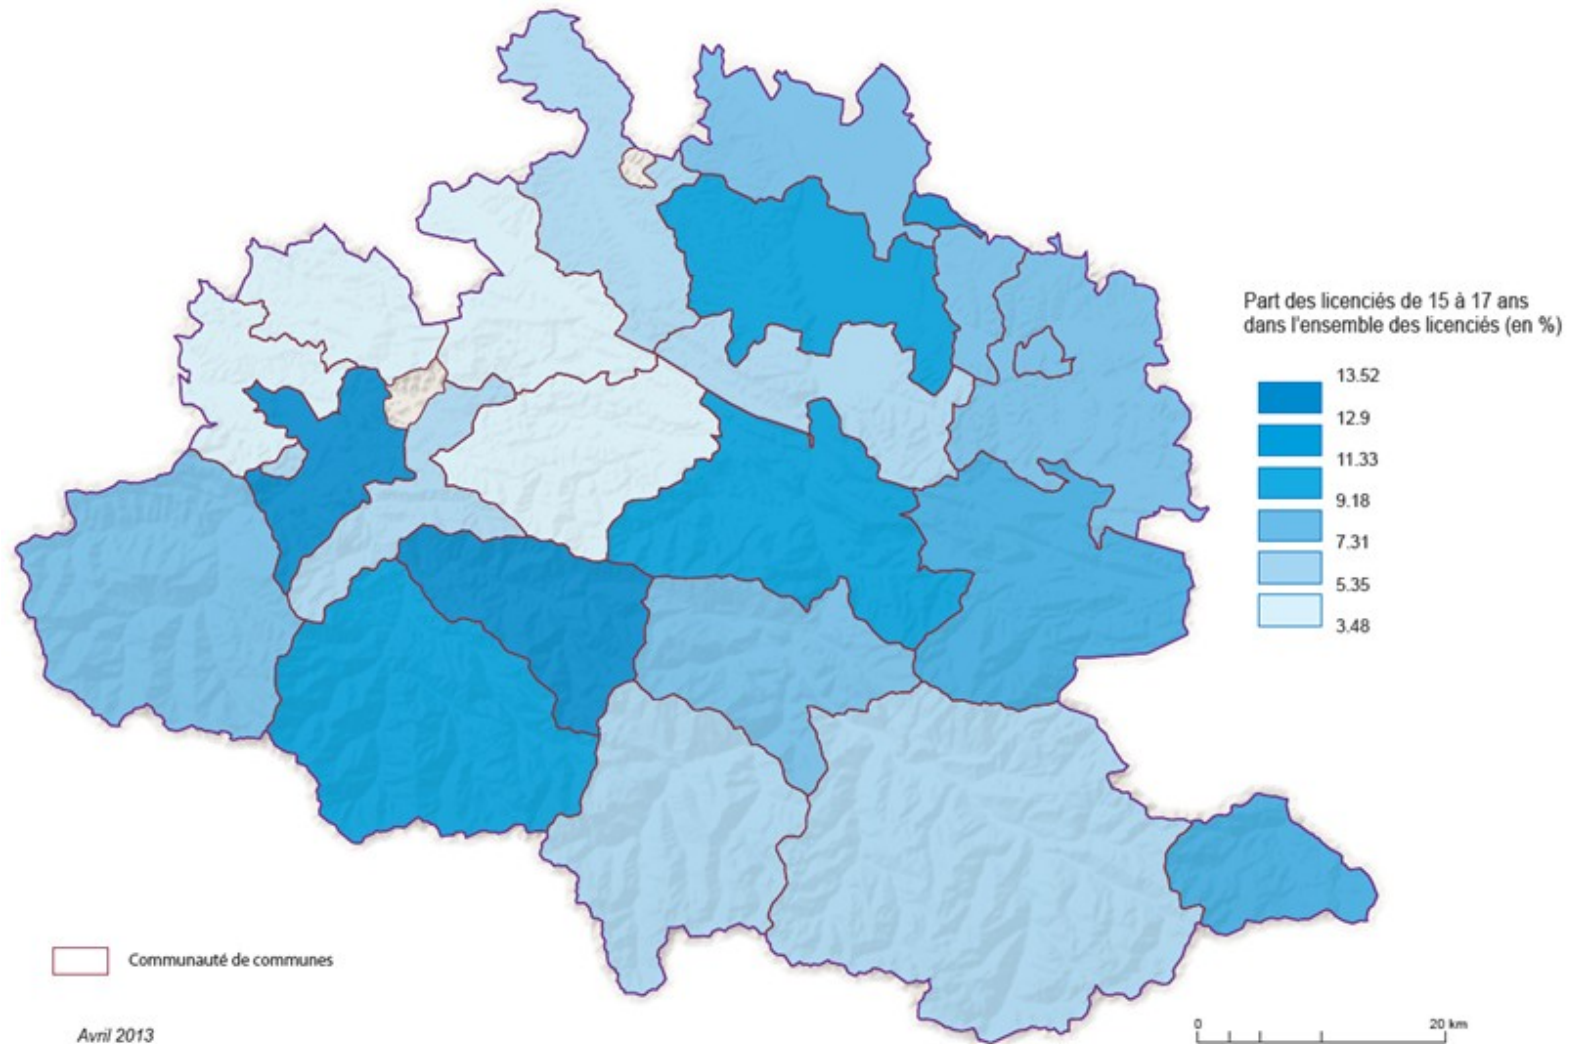 Part des licenciés de 15 à 17 ans
dans l'ensemble des licenciés (en %)
13.52
12.9
11.33
9.18
7.31
5.35
3.48
Communauté de communes
Avril 2013
0
20 km